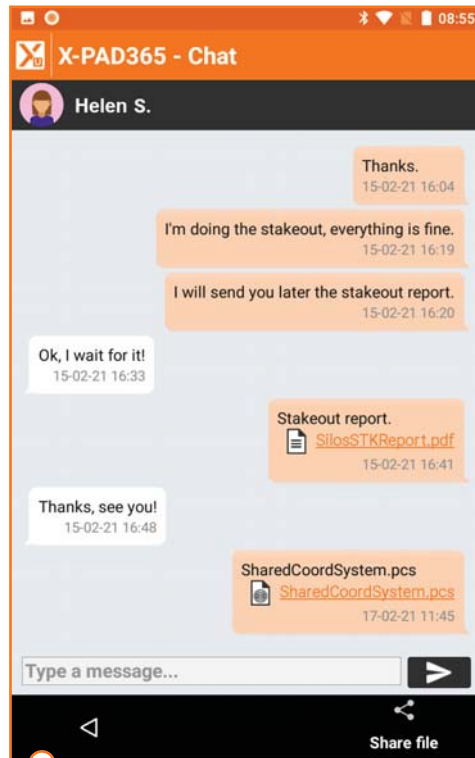 08:55
X-PAD365 - Chat
Helen S.
Thanks.
15-02-21 16:04
I'm doing the stakeout, everything is fine.
15-02-21 16:19
I will send you later the stakeout report.
15-02-21 16:20
Ok, I wait for it!
15-02-21 16:33
Stakeout report.
SilosSTKReport.pdf
15-02-21 16:41
Thanks, see you!
15-02-21 16:48
SharedCoordSystem.pcs
SharedCoordSystem.pcs
17-02-21 11:45
Type a message...
Share file